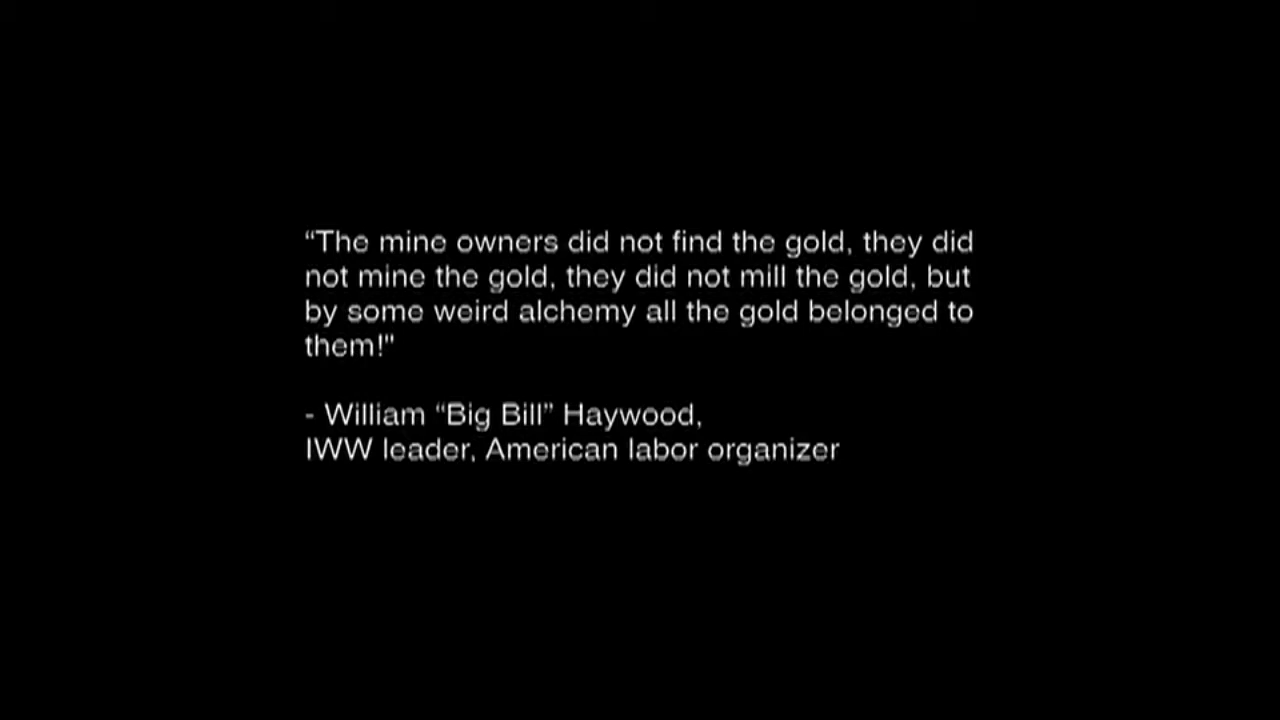 “The mine owners did not find the gold, they did
not mine the gold, they did not mill the gold, but
by some weird alchemy all the gold belonged to
them!"
- William “Big Bill” Haywood,
IWW leader, American labor organizer